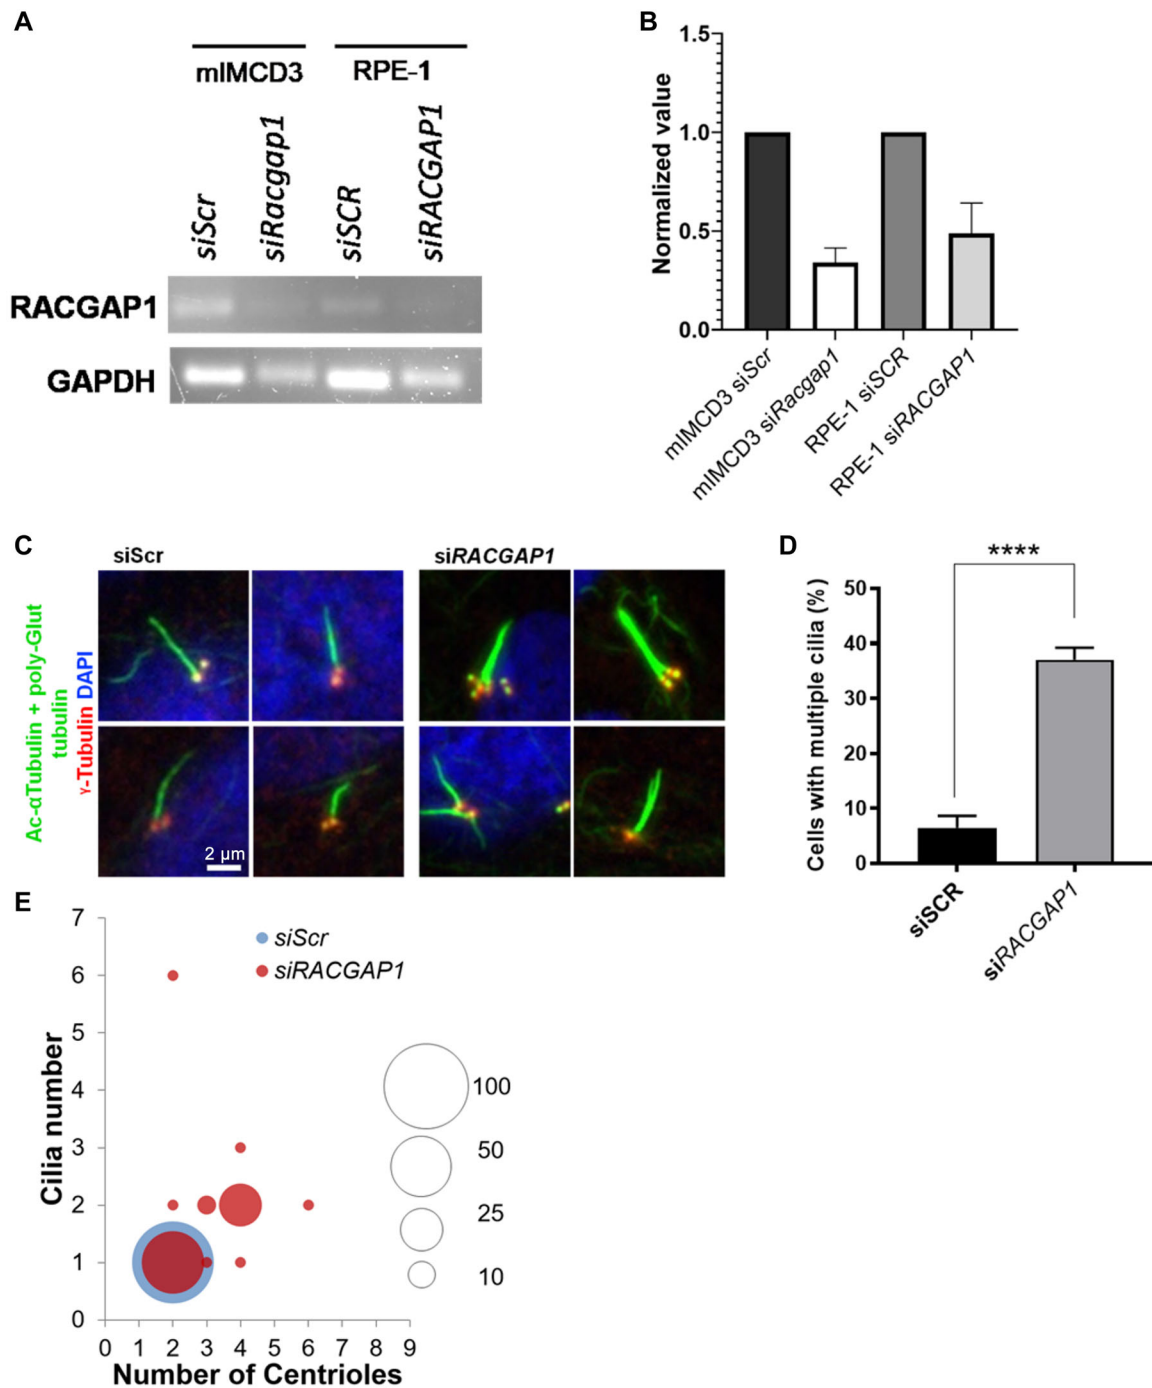 A
mIMCD3
RPE-1
siScr
siRacgap1
siSCR
siRACGAP1
RACGAP1
GAPDH
B
Normalized value
1.5
1.0
0.5
0.0
mIMCD3 siScr
mIMCD3 siRacgap1
RPE-1 siSCR
RPE-1 siRACGAP1
C
siScr
siRACGAP1
Ac-αTubulin + poly-Glut
tubulin
γ-Tubulin DAPI
2 μm
D
****
Cells with multiple cilia (%)
50
40
30
20
10
0
siSCR
siRACGAP1
E
siScr
siRACGAP1
Cilia number
7
6
5
4
3
2
1
0
0 1 2 3 4 5 6 7 8 9
Number of Centrioles
100
50
25
10